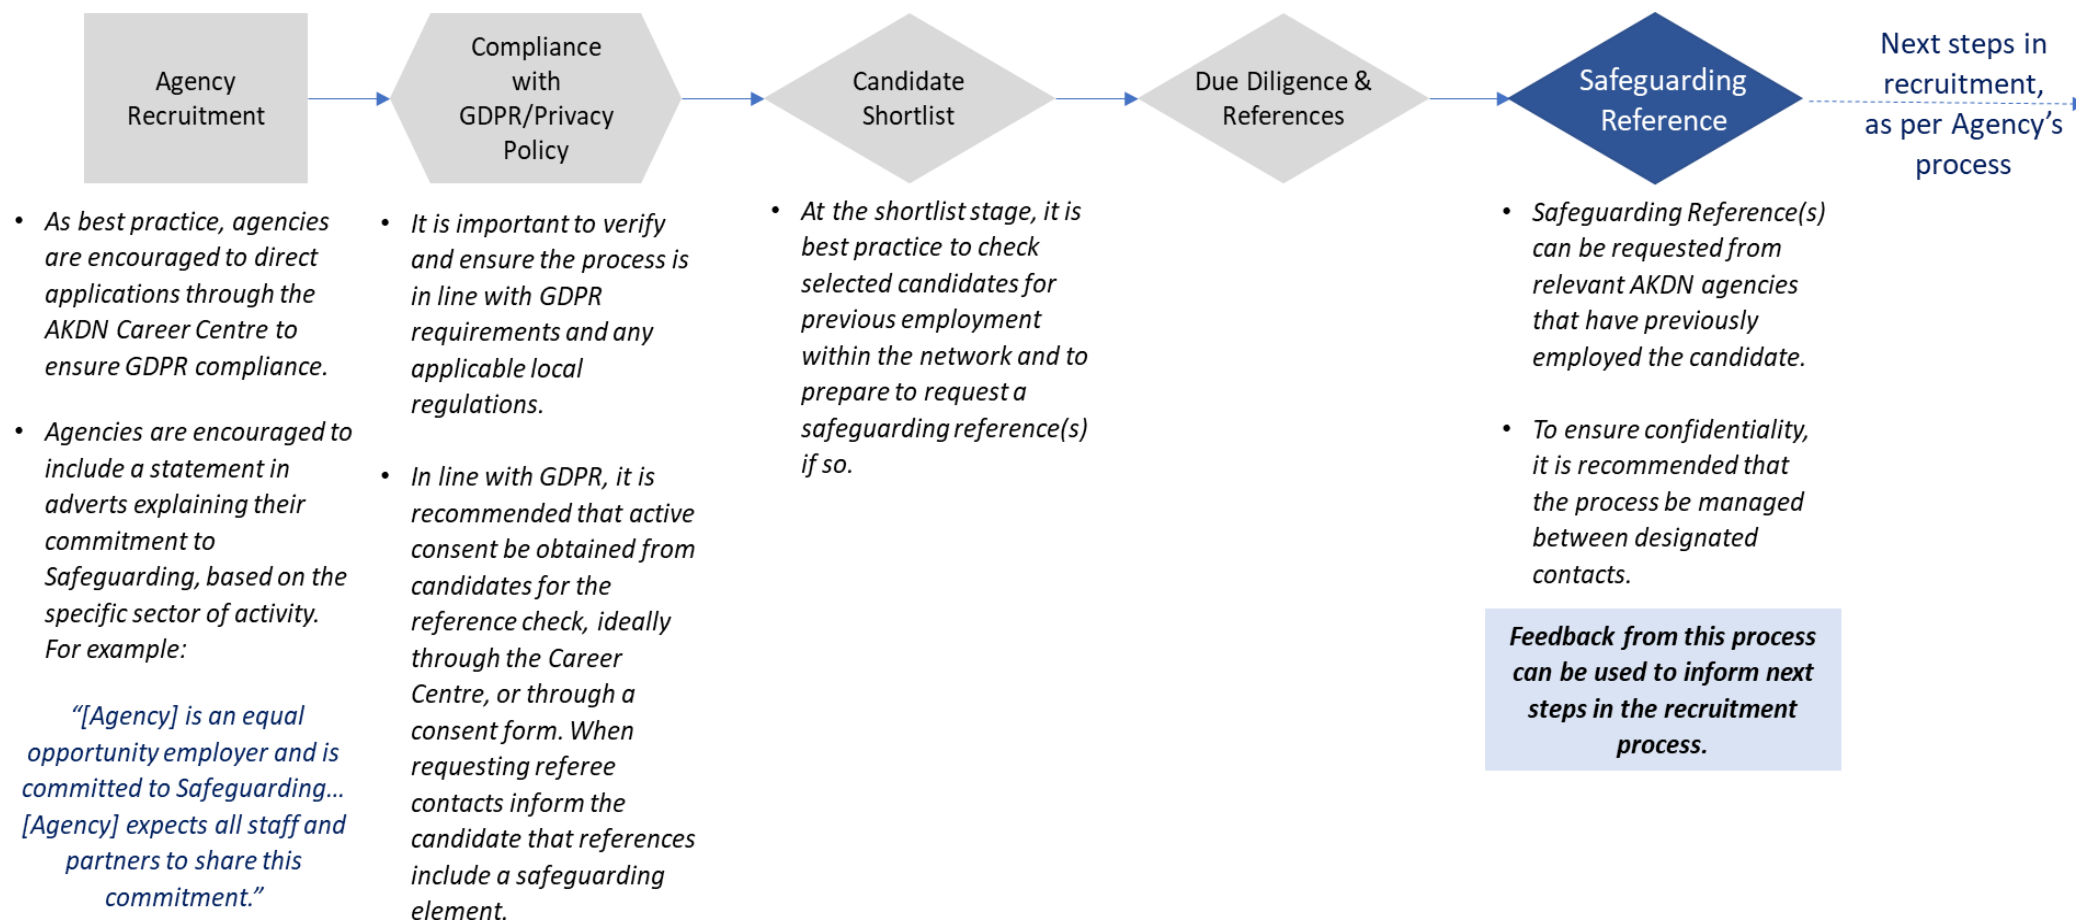 Agency
Recruitment
Compliance
with
GDPR/Privacy
Policy
Candidate
Shortlist
Due Diligence &
References
Safeguarding
Reference
Next steps in
recruitment,
as per Agency’s
process
• As best practice, agencies
are encouraged to direct
applications through the
AKDN Career Centre to
ensure GDPR compliance.
• Agencies are encouraged to
include a statement in
adverts explaining their
commitment to
Safeguarding, based on the
specific sector of activity.
For example:
“[Agency] is an equal
opportunity employer and is
committed to Safeguarding…
[Agency] expects all staff and
partners to share this
commitment.”
• It is important to verify
and ensure the process is
in line with GDPR
requirements and any
applicable local
regulations.
• In line with GDPR, it is
recommended that active
consent be obtained from
candidates for the
reference check, ideally
through the Career
Centre, or through a
consent form. When
requesting referee
contacts inform the
candidate that references
include a safeguarding
element.
• At the shortlist stage, it is
best practice to check
selected candidates for
previous employment
within the network and to
prepare to request a
safeguarding reference(s)
if so.
• Safeguarding Reference(s)
can be requested from
relevant AKDN agencies
that have previously
employed the candidate.
• To ensure confidentiality,
it is recommended that
the process be managed
between designated
contacts.
Feedback from this process
can be used to inform next
steps in the recruitment
process.